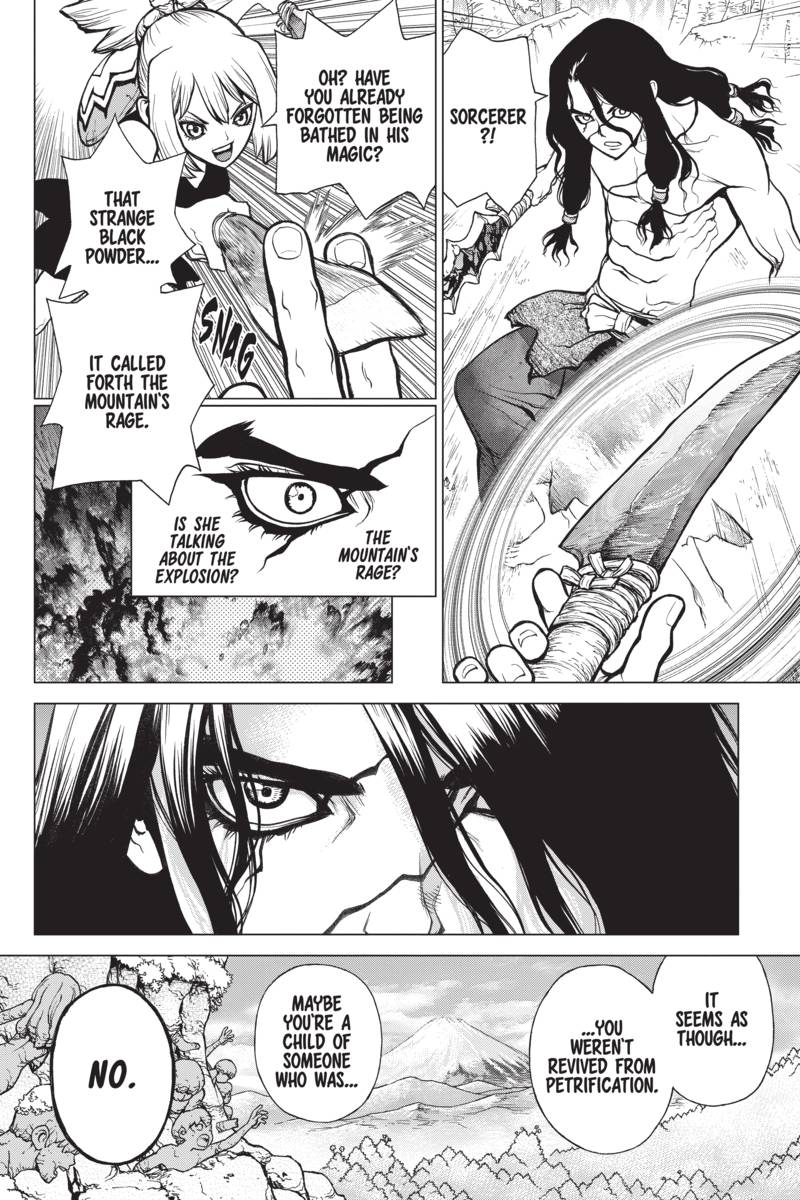 SORCERER
?!
OH? HAVE
YOU ALREADY
FORGOTTEN BEING
BATHED IN HIS
MAGIC?
THAT
STRANGE
BLACK
POWDER...
SNAG
IT CALLED
FORTH THE
MOUNTAIN'S
RAGE.
THE
MOUNTAIN'S
RAGE?
IS SHE
TALKING
ABOUT THE
EXPLOSION?
IT
SEEMS AS
THOUGH...
...YOU
WEREN'T
REVIVED FROM
PETRIFICATION.
MAYBE
YOU'RE A
CHILD OF
SOMEONE
WHO WAS...
NO.